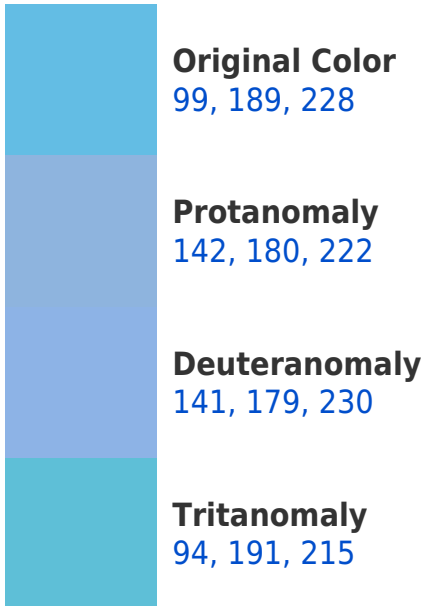 Original Color
99, 189, 228
Protanomaly
142, 180, 222
Deuteranomaly
141, 179, 230
Tritanomaly
94, 191, 215